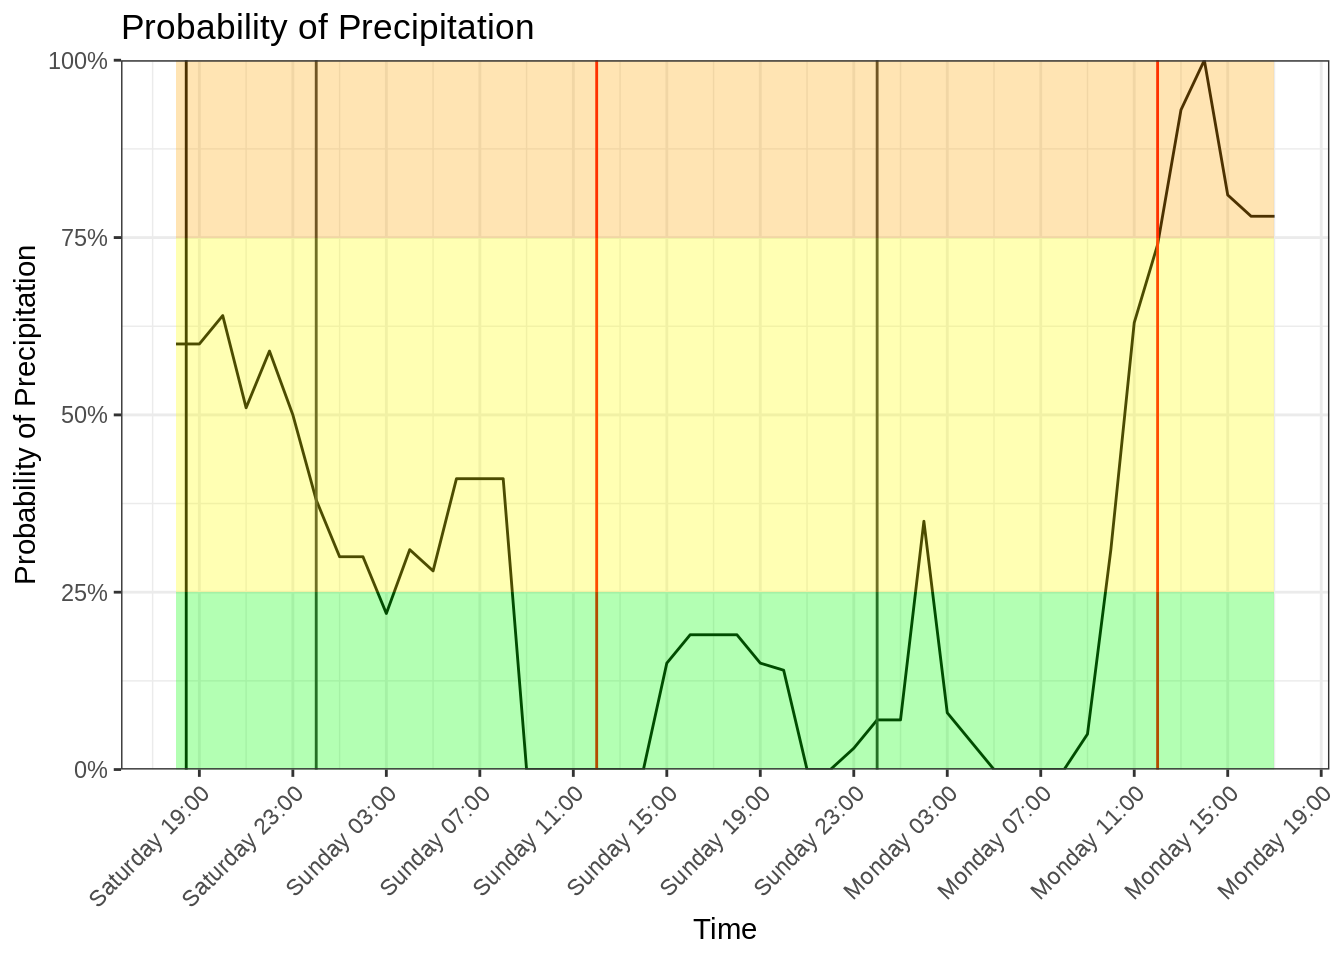 Probability of Precipitation
Probability of Precipitation
100%
75%
50%
25%
0%
Saturday 19:00
Saturday 23:00
Sunday 03:00
Sunday 07:00
Sunday 11:00
Sunday 15:00
Sunday 19:00
Sunday 23:00
Monday 03:00
Monday 07:00
Monday 11:00
Monday 15:00
Monday 19:00
Time